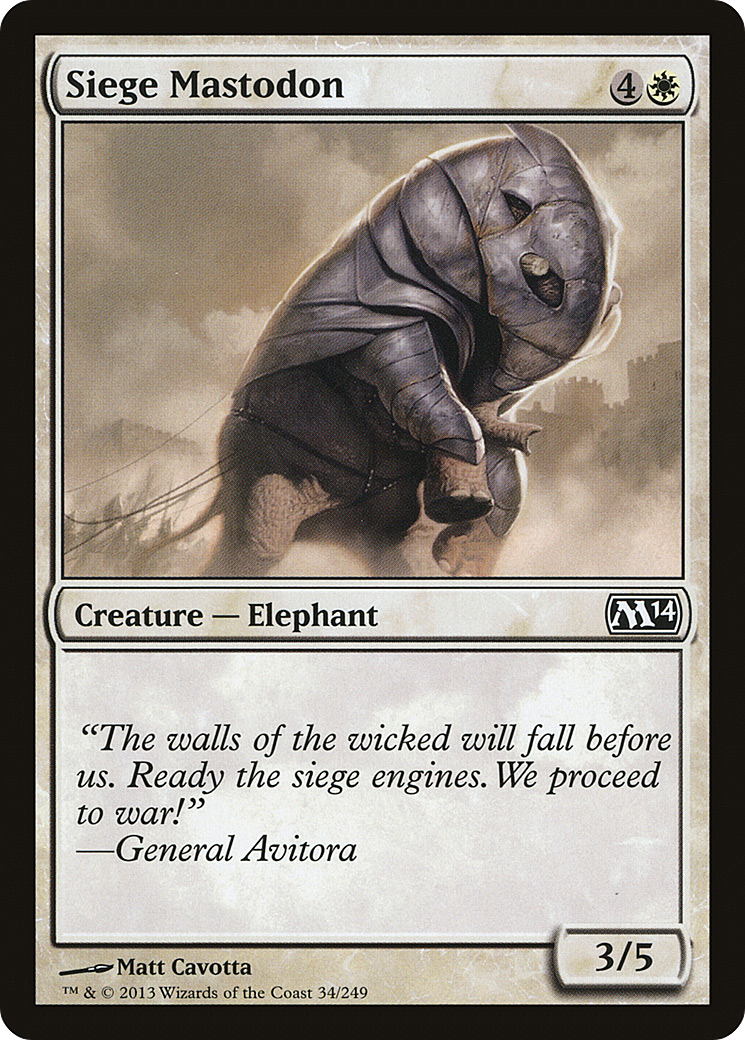 Siege Mastodon 4
Creature — Elephant M14
“The walls of the wicked will fall before
us. Ready the siege engines. We proceed
to war!”
—General Avitora
3/5
Matt Cavotta
™ & © 2013 Wizards of the Coast 34/249